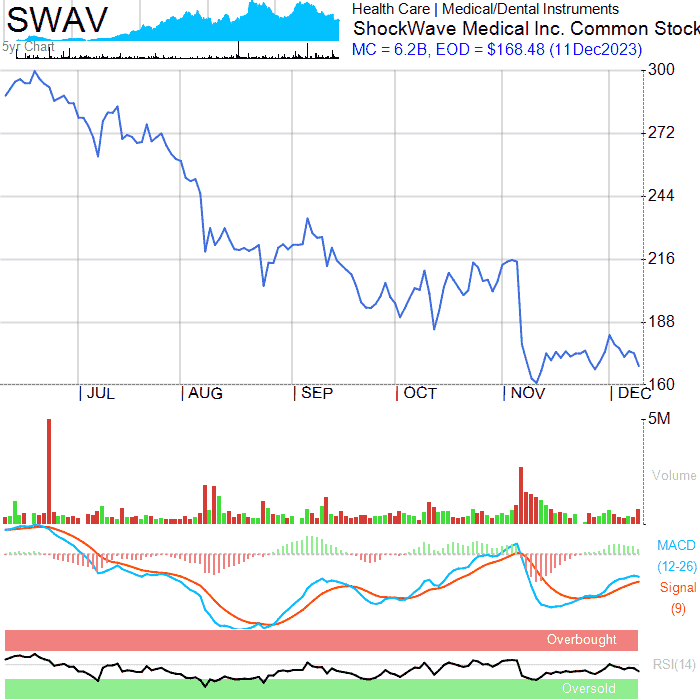 SWAV
5yr Chart
Health Care | Medical/Dental Instruments
ShockWave Medical Inc. Common Stock
MC = 6.2B, EOD = $168.48 (11Dec2023)
300
272
244
216
188
160
JUL AUG SEP OCT NOV DEC
5M
Volume
MACD
(12-26)
Signal
(9)
Overbought
RSI(14)
Oversold